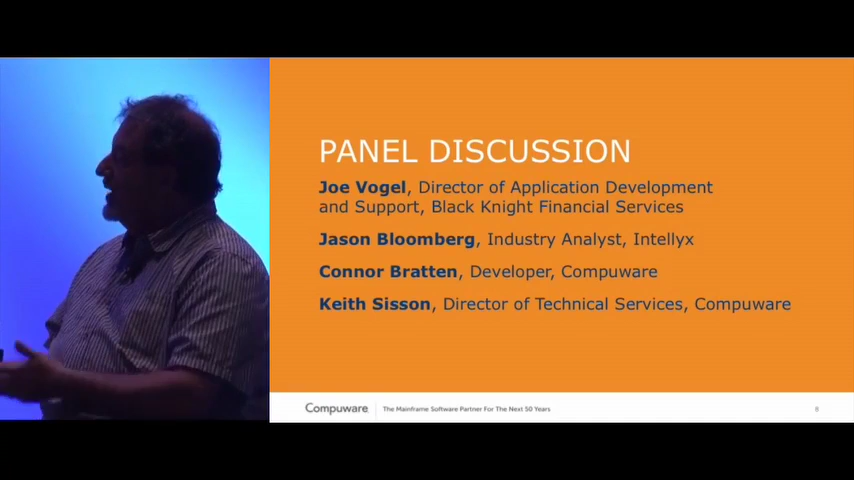 PANEL DISCUSSION
Joe Vogel, Director of Application Development
and Support, Black Knight Financial Services
Jason Bloomberg, Industry Analyst, Intellyx
Connor Bratten, Developer, Compuware
Keith Sisson, Director of Technical Services, Compuware
Compuware
The Mainframe Software Partner For The Next 50 Years
8